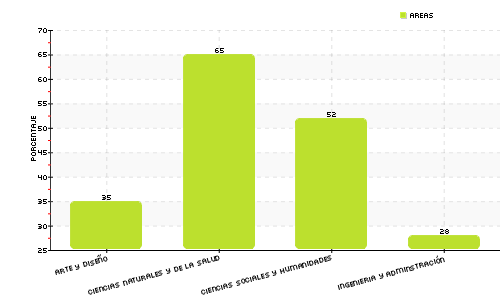 AREAS
PORCENTAJE
70
65
60
55
50
45
40
35
30
25
35
65
52
28
ARTE Y DISEÑO
CIENCIAS NATURALES Y DE LA SALUD
CIENCIAS SOCIALES Y HUMANIDADES
INGENIERIA Y ADMINSTRACIÓN